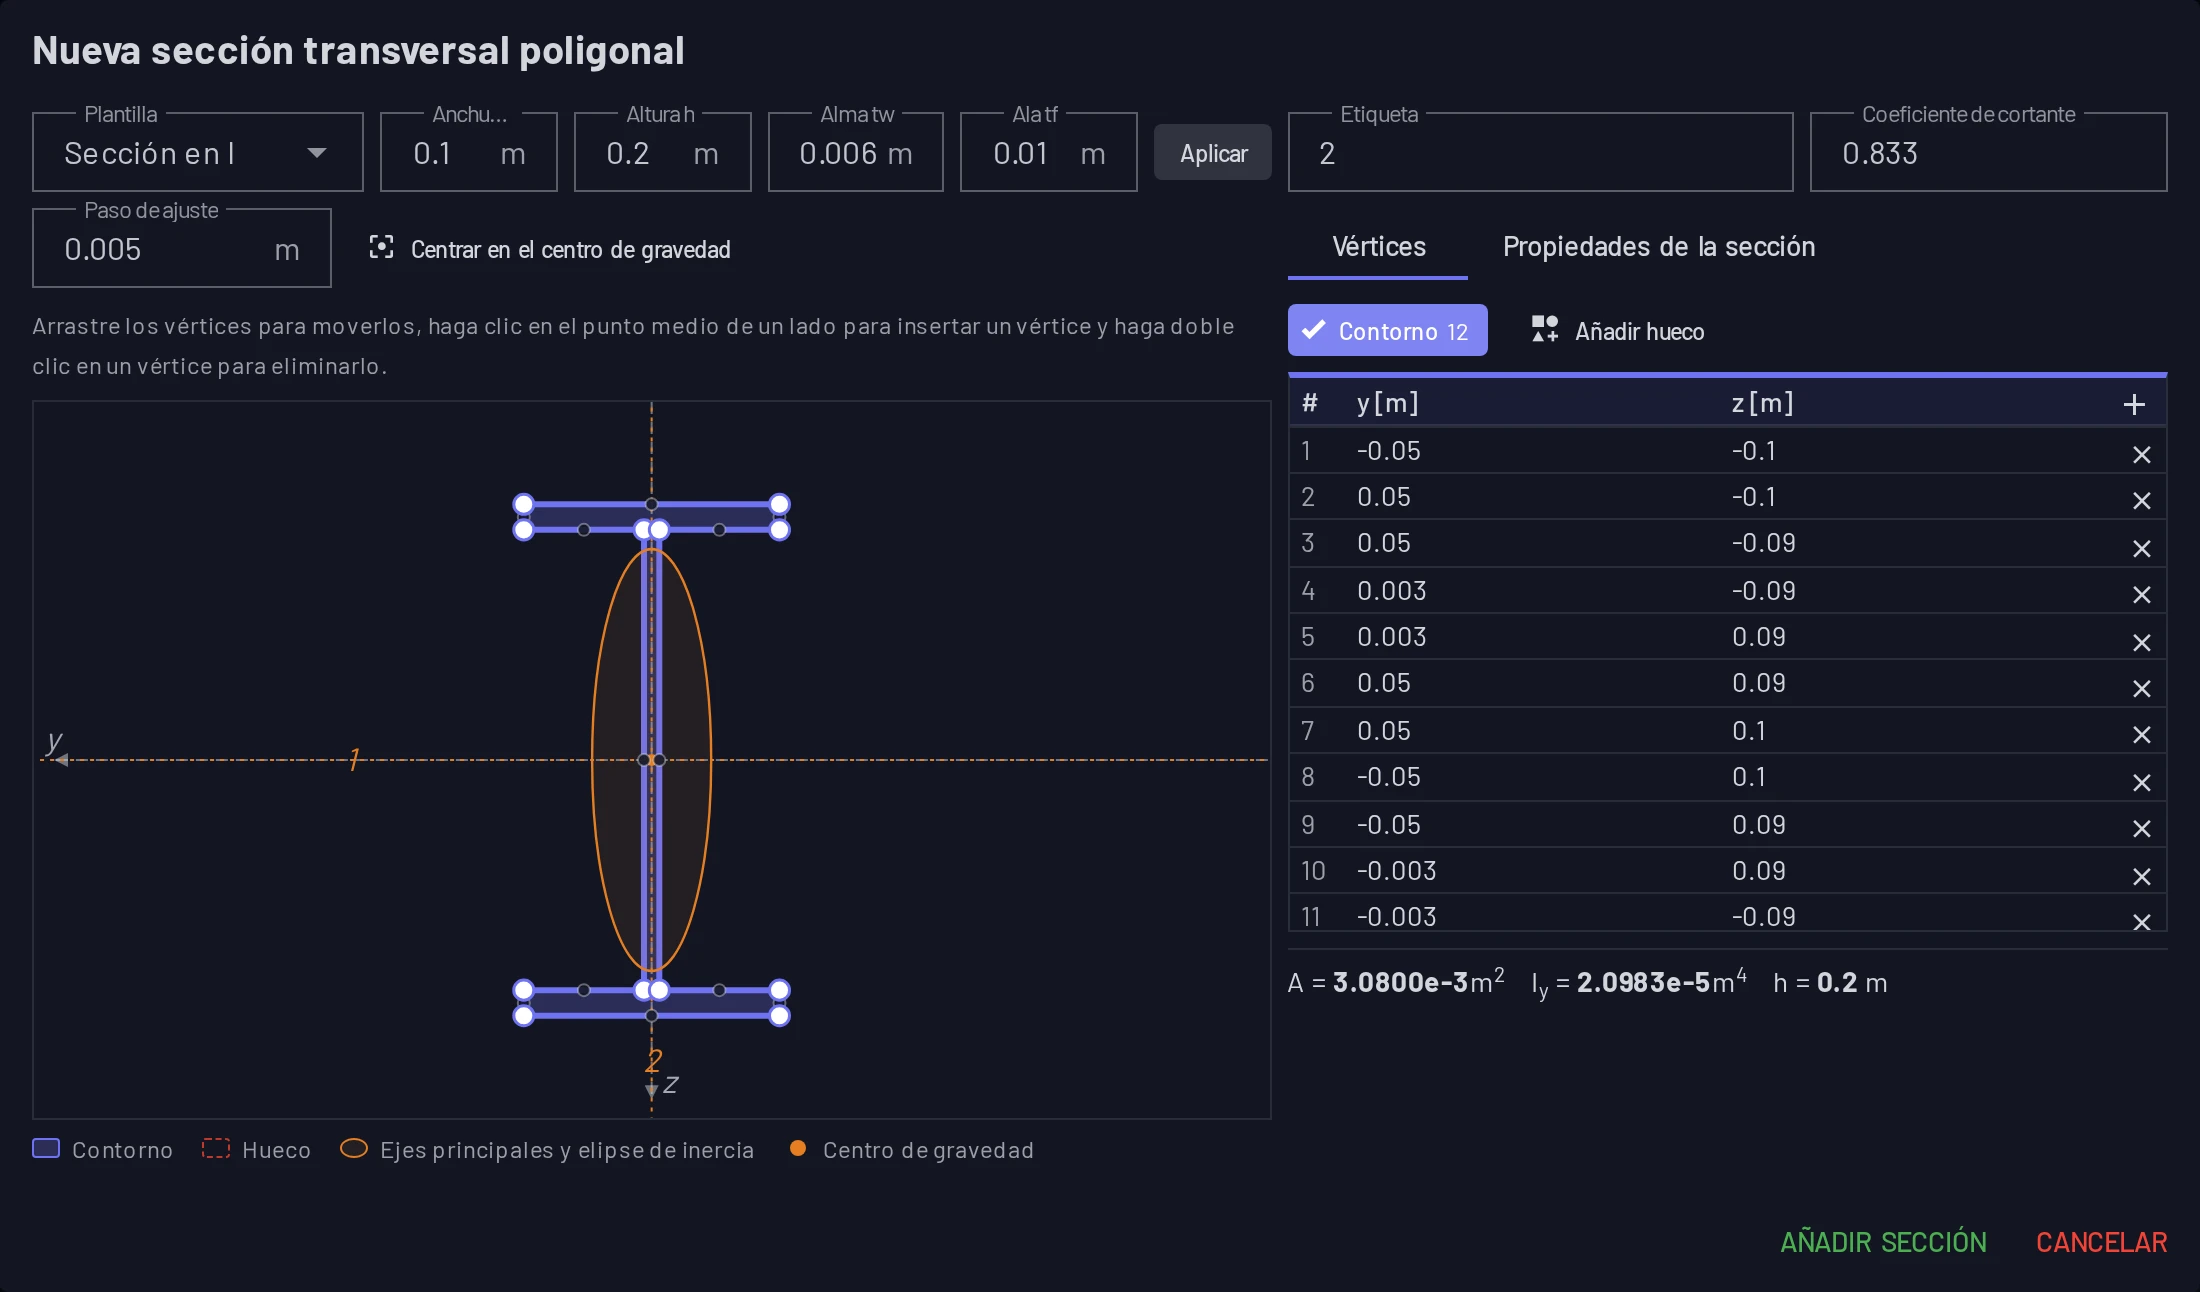 Nueva sección transversal poligonal
Plantilla
Sección en I
Anchu...
0.1 m
Altura h
0.2 m
Alma tw
0.006 m
Ala tf
0.01 m
Aplicar
Etiqueta
2
Coeficiente de cortante
0.833
Paso de ajuste
0.005 m
Centrar en el centro de gravedad
Vértices
Propiedades de la sección
Arrastre los vértices para moverlos, haga clic en el punto medio de un lado para insertar un vértice y haga doble
clic en un vértice para eliminarlo.
Contorno 12
Añadir hueco
# y [m] z [m] +
1 -0.05 -0.1
2 0.05 -0.1
3 0.05 -0.09
4 0.003 -0.09
5 0.003 0.09
6 0.05 0.09
7 0.05 0.1
8 -0.05 0.1
9 -0.05 0.09
10 -0.003 0.09
11 -0.003 -0.09
y
1
2
z
A = 3.0800e-3m² I_y = 2.0983e-5m⁴ h = 0.2 m
Contorno
Hueco
Ejes principales y elipse de inercia
Centro de gravedad
AÑADIR SECCIÓN
CANCELAR